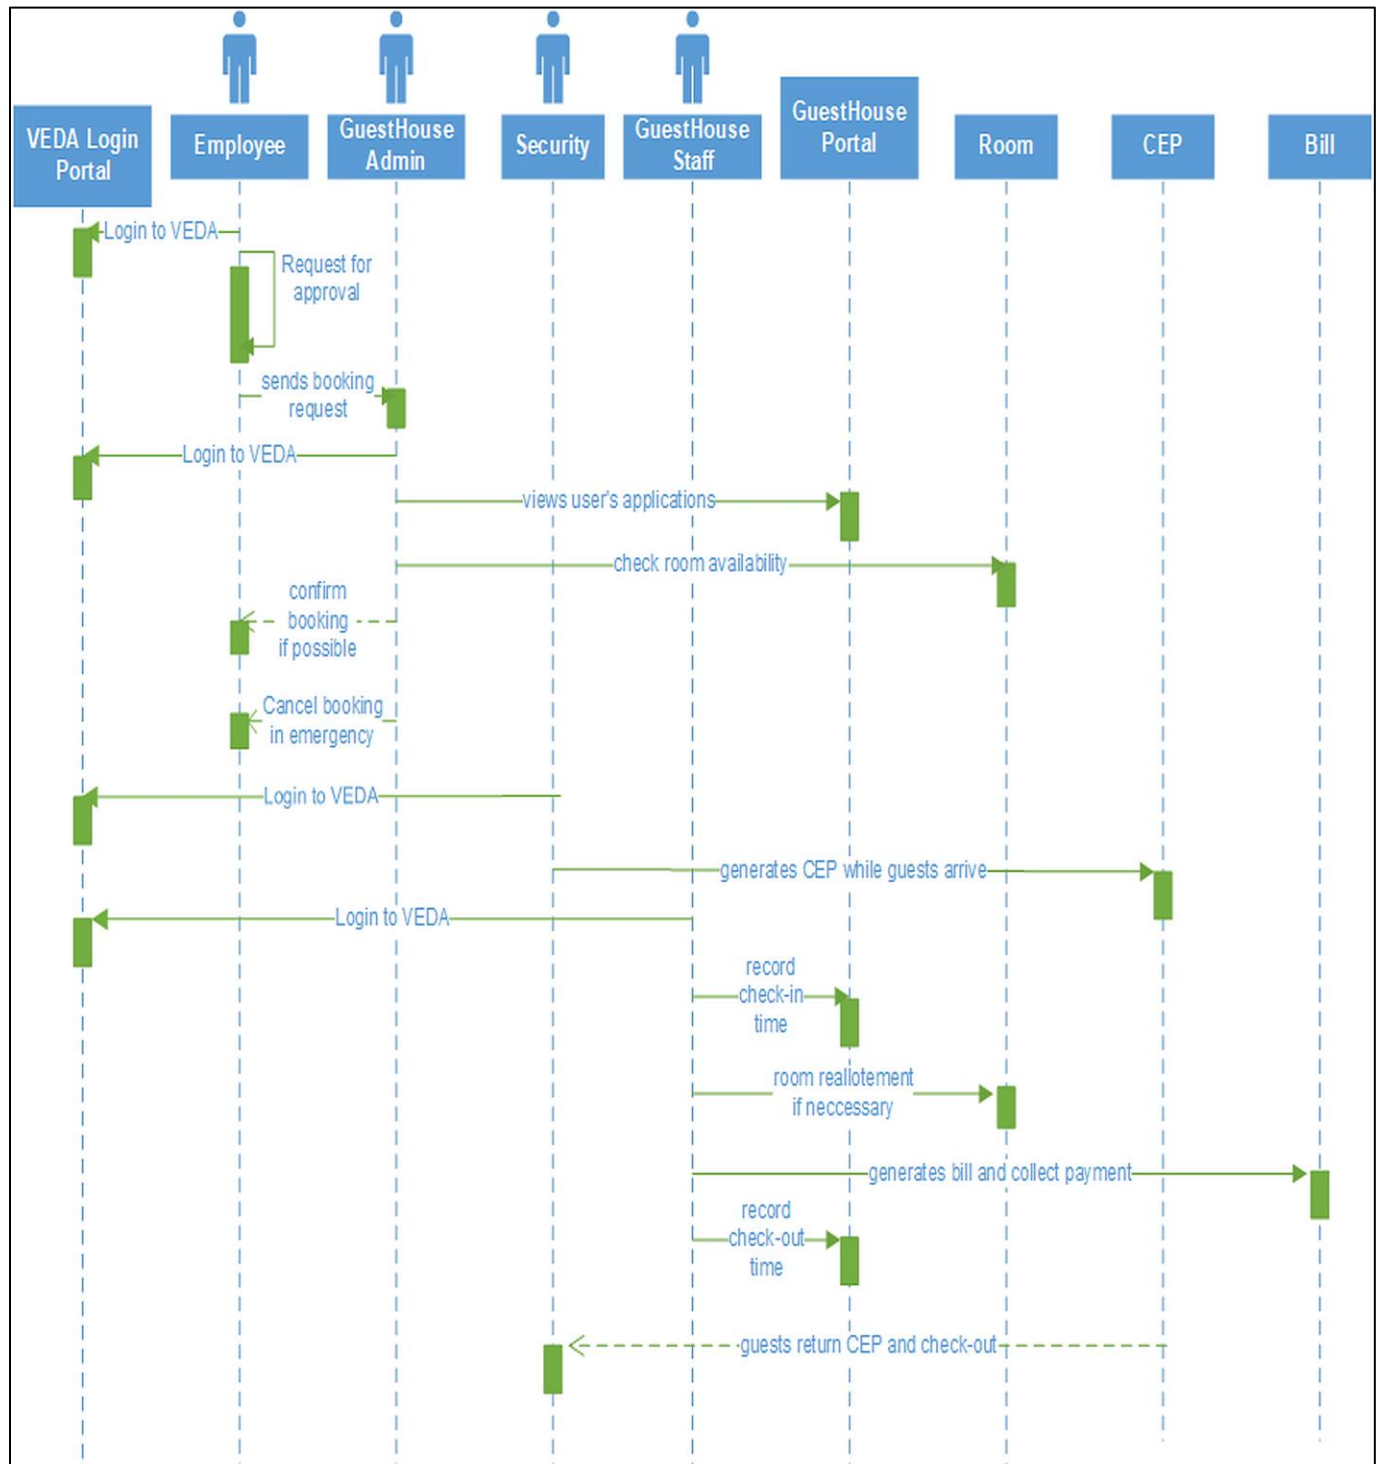 VEDA Login
Portal
Employee
GuestHouse
Admin
Security
GuestHouse
Staff
GuestHouse
Portal
Room
CEP
Bill
Login to VEDA
Request for
approval
sends booking
request
Login to VEDA
views user's applications
check room availability
confirm
booking
if possible
Cancel booking
in emergency
Login to VEDA
generates CEP while guests arrive
Login to VEDA
record
check-in
time
room reallotement
if neccessary
generates bill and collect payment
record
check-out
time
guests return CEP and check-out